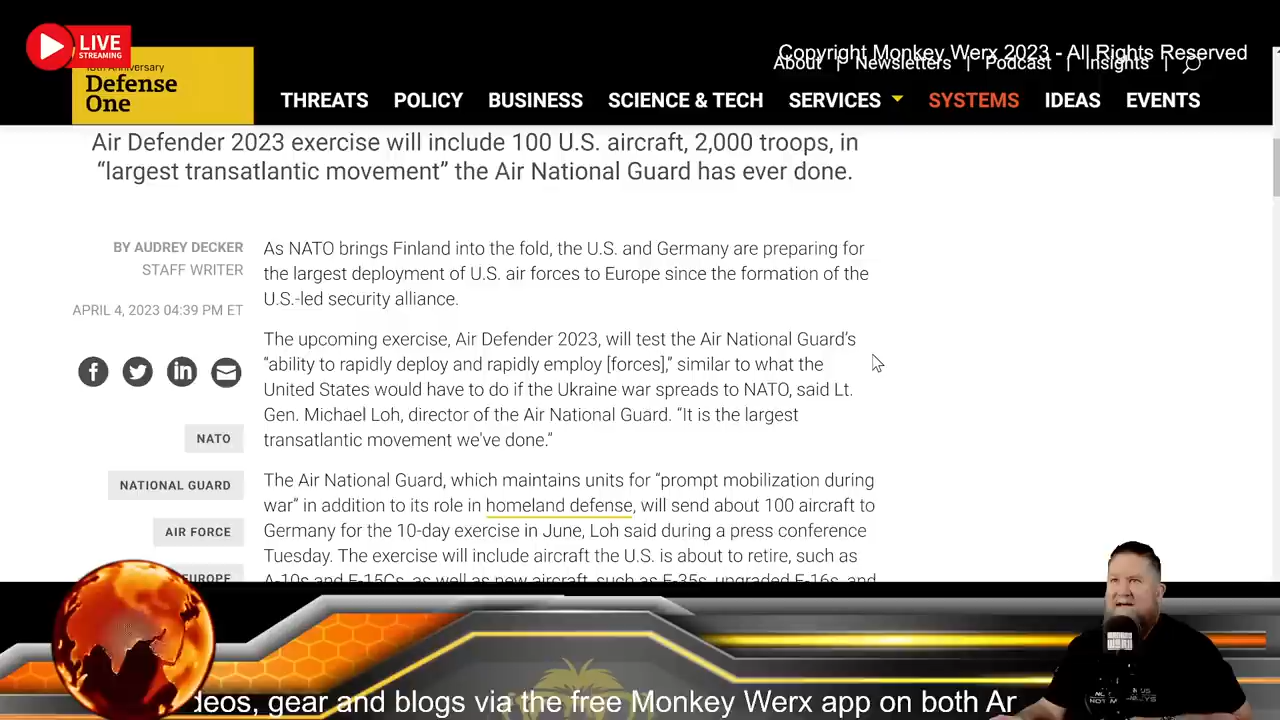 LIVE
STREAMING
Copyright Monkey Werx 2023 - All Rights Reserved
About | Newsletters | Podcast | Insights |
Anniversary
Defense
One
THREATS POLICY BUSINESS SCIENCE & TECH SERVICES SYSTEMS IDEAS EVENTS
Air Defender 2023 exercise will include 100 U.S. aircraft, 2,000 troops, in
“largest transatlantic movement” the Air National Guard has ever done.
BY AUDREY DECKER
STAFF WRITER
APRIL 4, 2023 04:39 PM ET
As NATO brings Finland into the fold, the U.S. and Germany are preparing for
the largest deployment of U.S. air forces to Europe since the formation of the
U.S.-led security alliance.
The upcoming exercise, Air Defender 2023, will test the Air National Guard’s
“ability to rapidly deploy and rapidly employ [forces],” similar to what the
United States would have to do if the Ukraine war spreads to NATO, said Lt.
Gen. Michael Loh, director of the Air National Guard. “It is the largest
transatlantic movement we've done.”
The Air National Guard, which maintains units for “prompt mobilization during
war” in addition to its role in homeland defense, will send about 100 aircraft to
Germany for the 10-day exercise in June, Loh said during a press conference
Tuesday. The exercise will include aircraft the U.S. is about to retire, such as
A-10s and F-15Cs, as well as new aircraft, such as F-35s, upgraded F-16s, and
NATO
NATIONAL GUARD
AIR FORCE
EUROPE
deos, gear and blogs via the free Monkey Werx app on both Ar